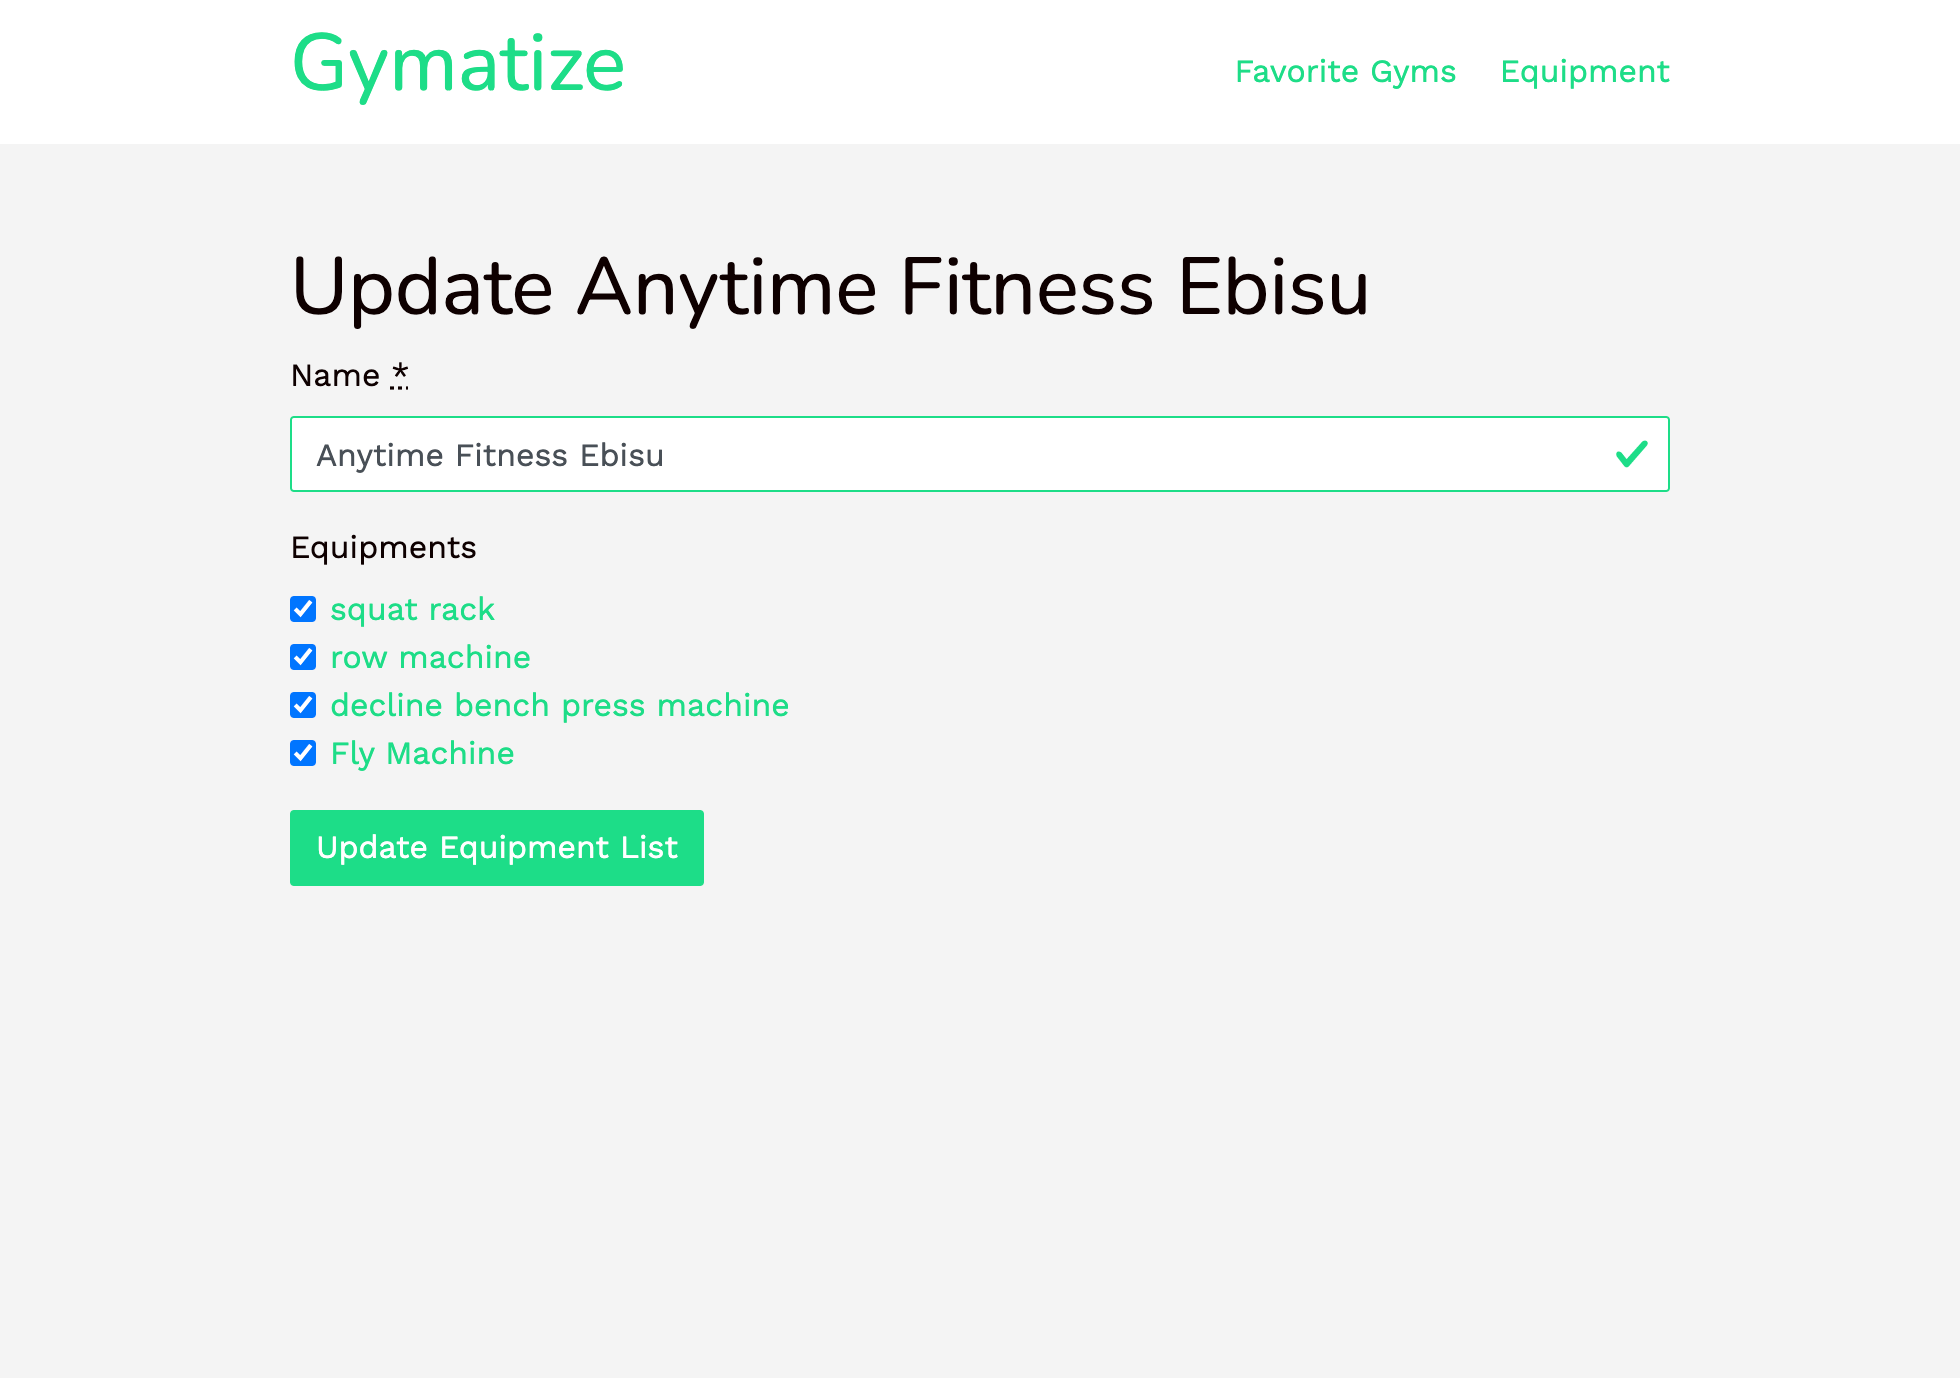 Gymatize
Favorite Gyms
Equipment
Update Anytime Fitness Ebisu
Name *
Anytime Fitness Ebisu
Equipments
squat rack
row machine
decline bench press machine
Fly Machine
Update Equipment List